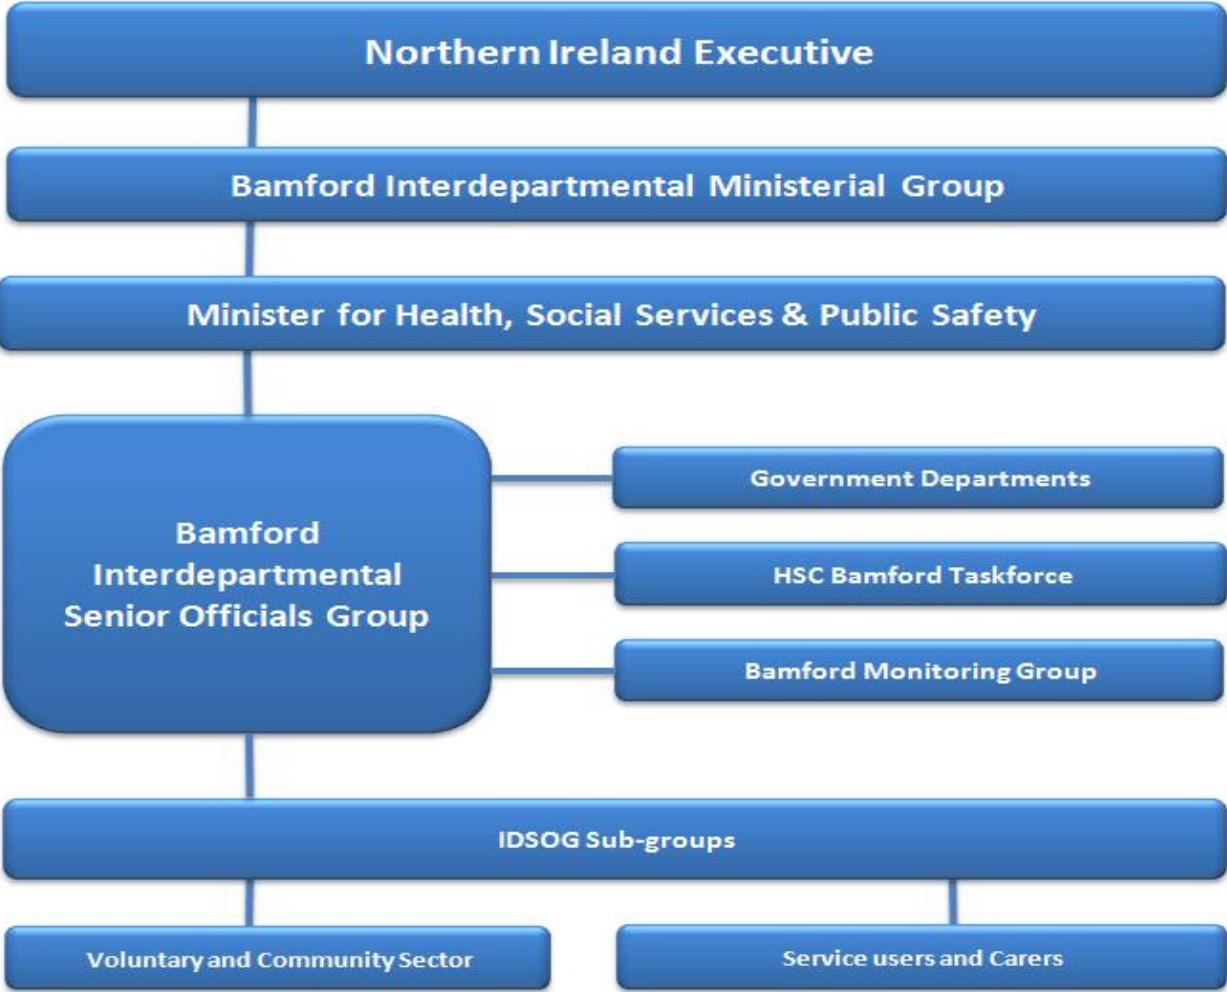 Northern Ireland Executive
Bamford Interdepartmental Ministerial Group
Minister for Health, Social Services & Public Safety
Bamford
Interdepartmental
Senior Officials Group
Government Departments
HSC Bamford Taskforce
Bamford Monitoring Group
IDSOG Sub-groups
Voluntary and Community Sector
Service users and Carers